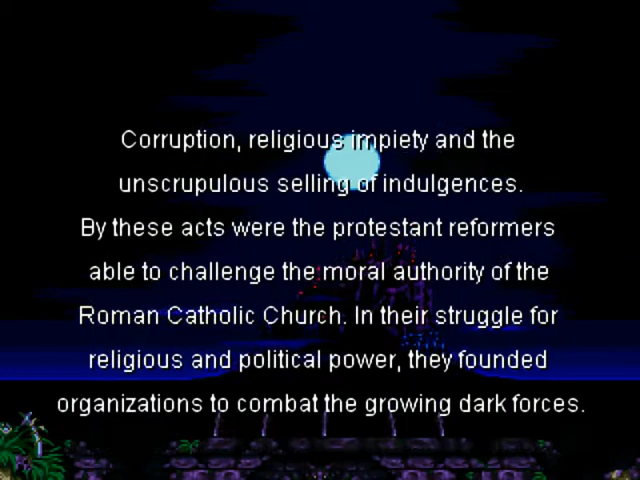 Corruption, religious impiety and the
unscrupulous selling of indulgences.
By these acts were the protestant reformers
able to challenge the moral authority of the
Roman Catholic Church. In their struggle for
religious and political power, they founded
organizations to combat the growing dark forces.